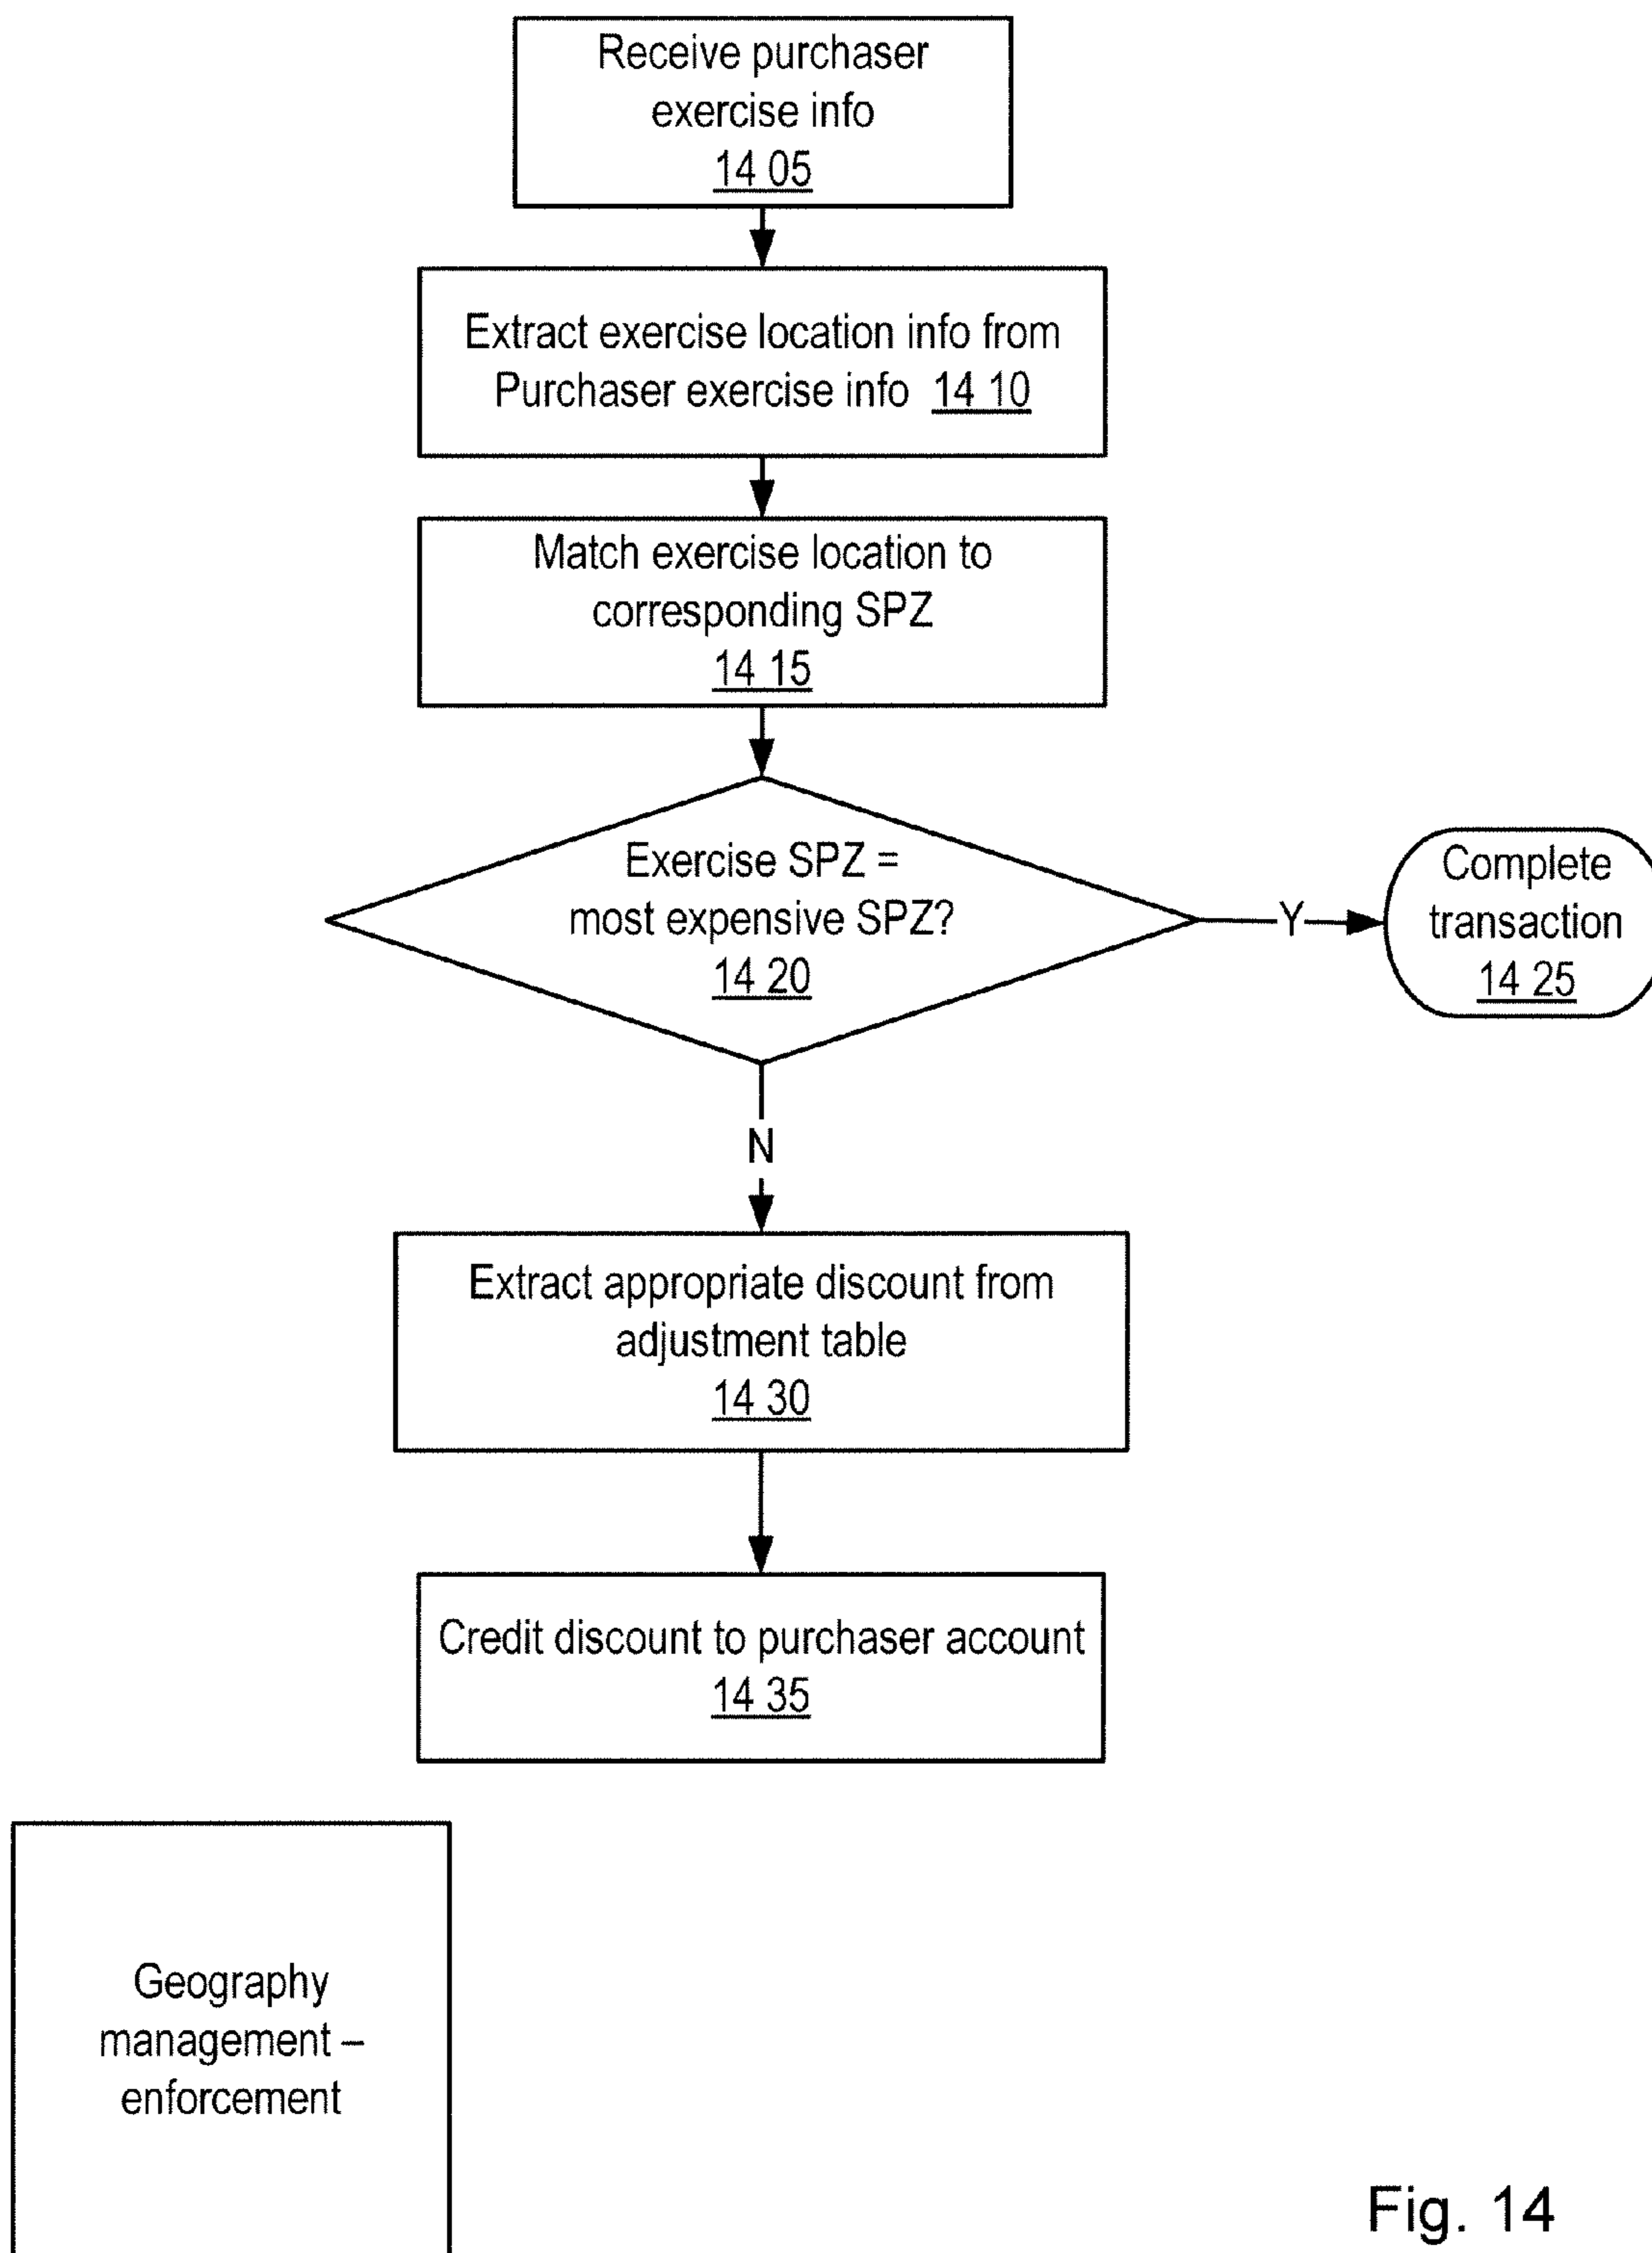 Receive purchaser
exercise info
14 05
Extract exercise location info from
Purchaser exercise info 14 10
Match exercise location to
corresponding SPZ
14 15
Exercise SPZ =
most expensive SPZ?
14 20
Y
Complete
transaction
14 25
N
Extract appropriate discount from
adjustment table
14 30
Credit discount to purchaser account
14 35
Geography
management –
enforcement
Fig. 14